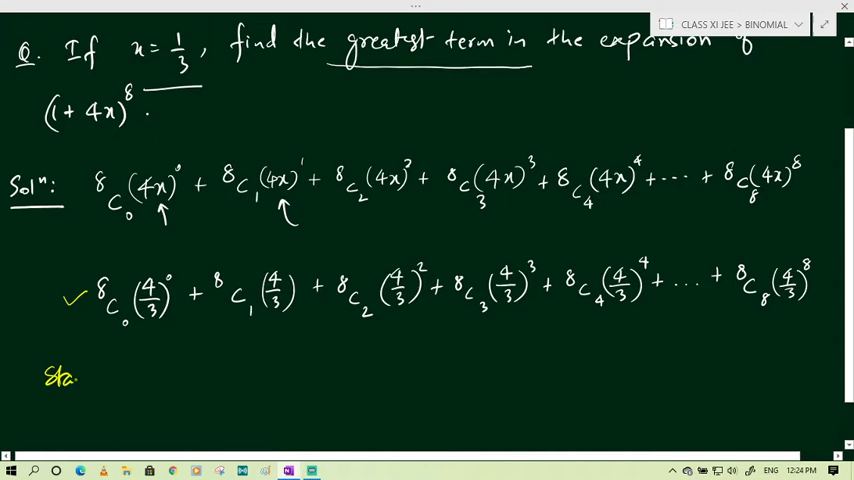 CLASS XI JEE > BINOMIAL
Q. If x = 1/3, find the greatest term in the expansion of
(1 + 4x)^8.
Solⁿ: 8C0(4x)^0 + 8C1(4x)^1 + 8C2(4x)^2 + 8C3(4x)^3 + 8C4(4x)^4 + ... + 8C8(4x)^8
✓ 8C0(4/3)^0 + 8C1(4/3) + 8C2(4/3)^2 + 8C3(4/3)^3 + 8C4(4/3)^4 + ... + 8C8(4/3)^8
Sta
ENG 12:24 PM